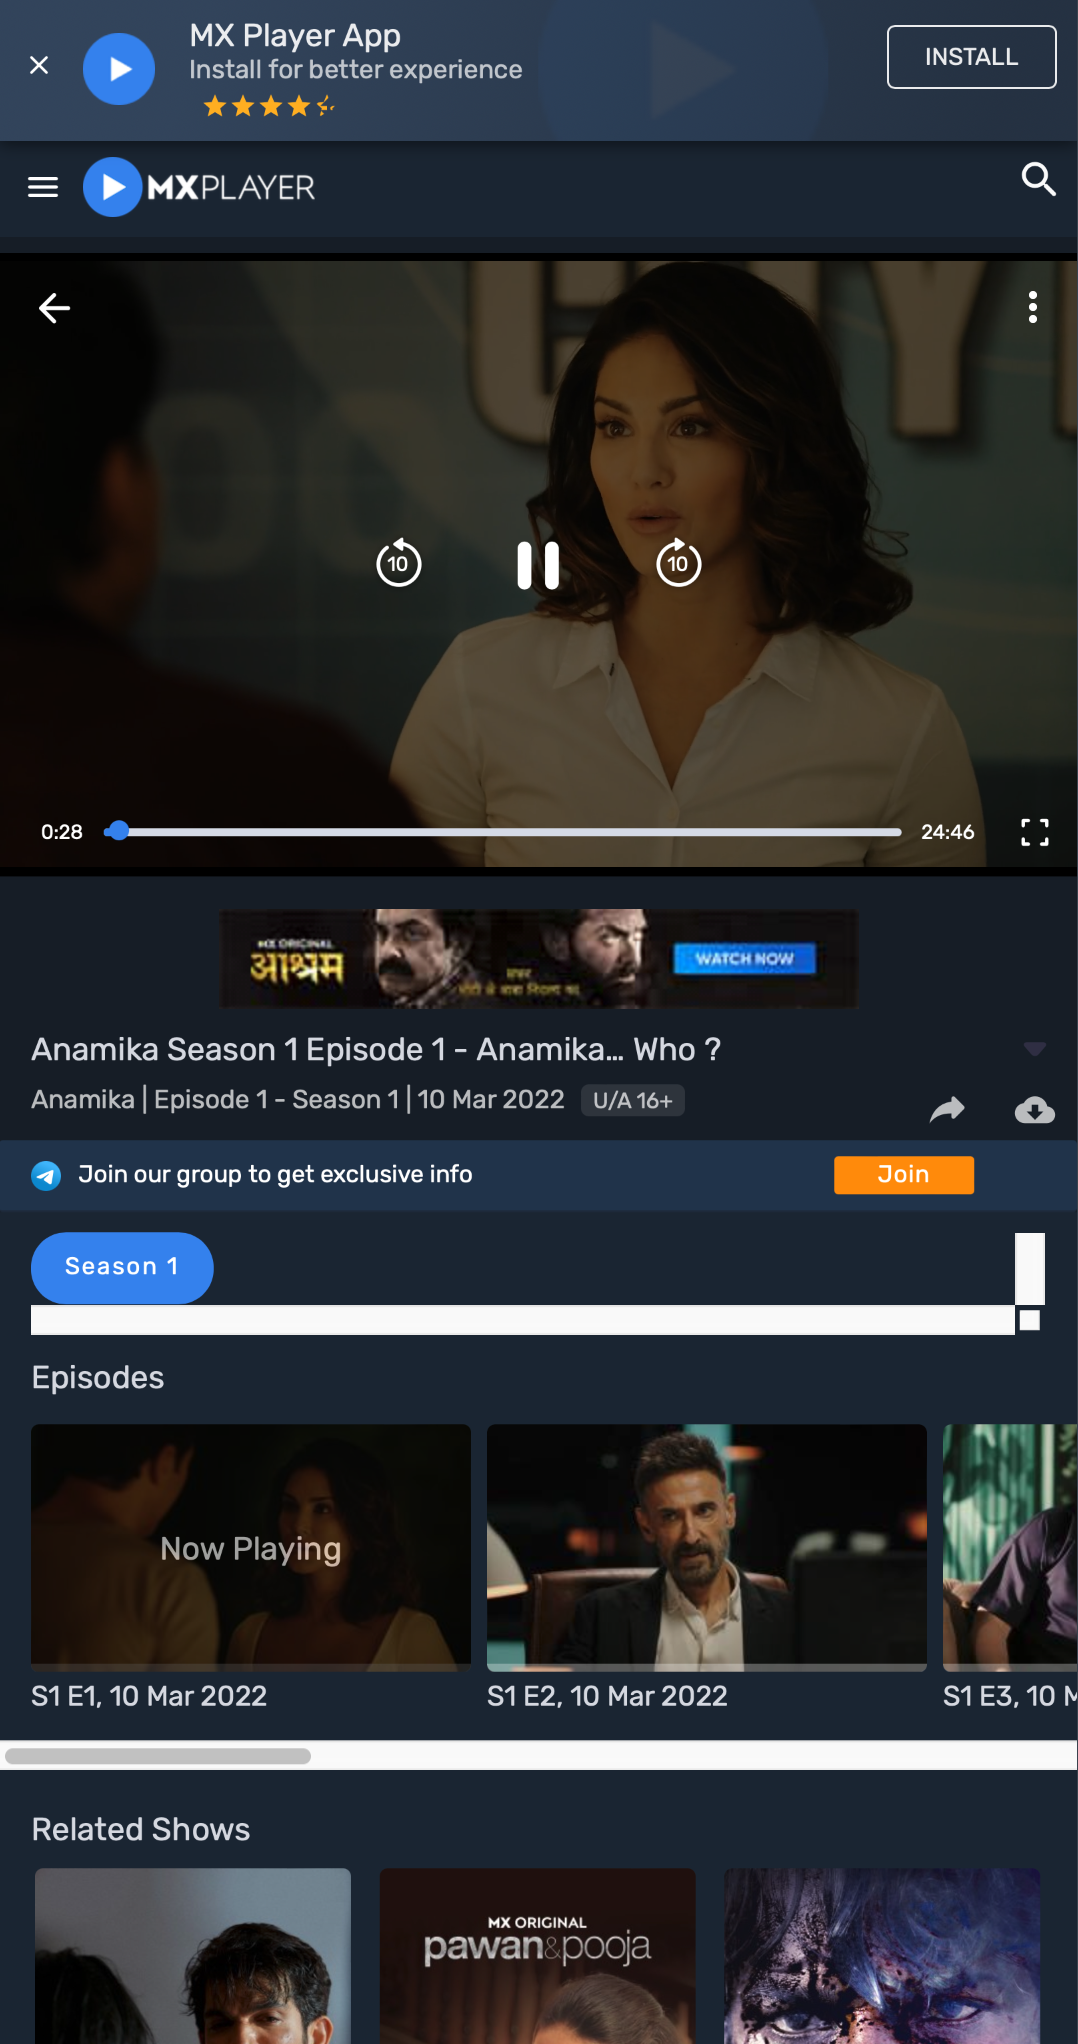 MX Player App
Install for better experience
INSTALL
MXPLAYER
10
10
0:28
24:46
MX ORIGINAL
आश्रम
WATCH NOW
Anamika Season 1 Episode 1 - Anamika... Who ?
Anamika | Episode 1 - Season 1 | 10 Mar 2022 U/A 16+
Join our group to get exclusive info
Join
Season 1
Episodes
Now Playing
S1 E1, 10 Mar 2022
S1 E2, 10 Mar 2022
S1 E3, 10 M
Related Shows
MX ORIGINAL
pawan&pooja